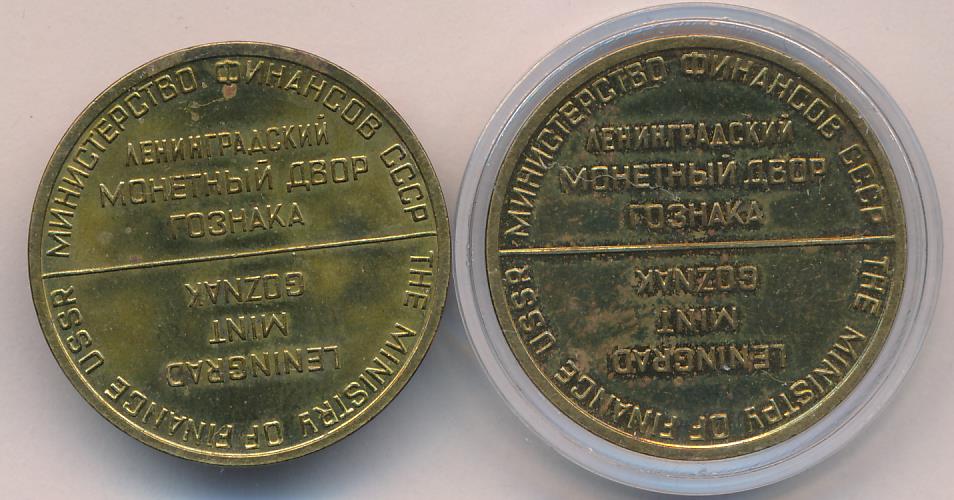 МИНИСТЕРСТВО ФИНАНСОВ СССР
ЛЕНИНГРАДСКИЙ
МОНЕТНЫЙ ДВОР
ГОЗНАКА
THE MINISTRY OF FINANCE USSR
LENINGRAD
MINT
GOZNAK
МИНИСТЕРСТВО ФИНАНСОВ СССР
ЛЕНИНГРАДСКИЙ
МОНЕТНЫЙ ДВОР
ГОЗНАКА
THE MINISTRY OF FINANCE USSR
LENINGRAD
MINT
GOZNAK